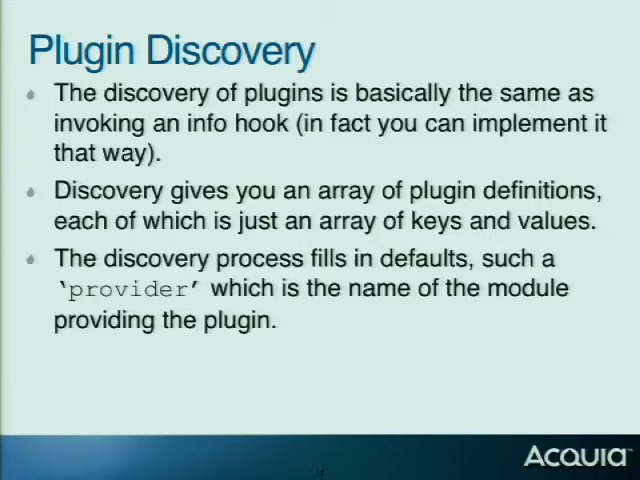 Plugin Discovery
The discovery of plugins is basically the same as
invoking an info hook (in fact you can implement it
that way).
Discovery gives you an array of plugin definitions,
each of which is just an array of keys and values.
The discovery process fills in defaults, such a
‘provider’ which is the name of the module
providing the plugin.
ACQUIA